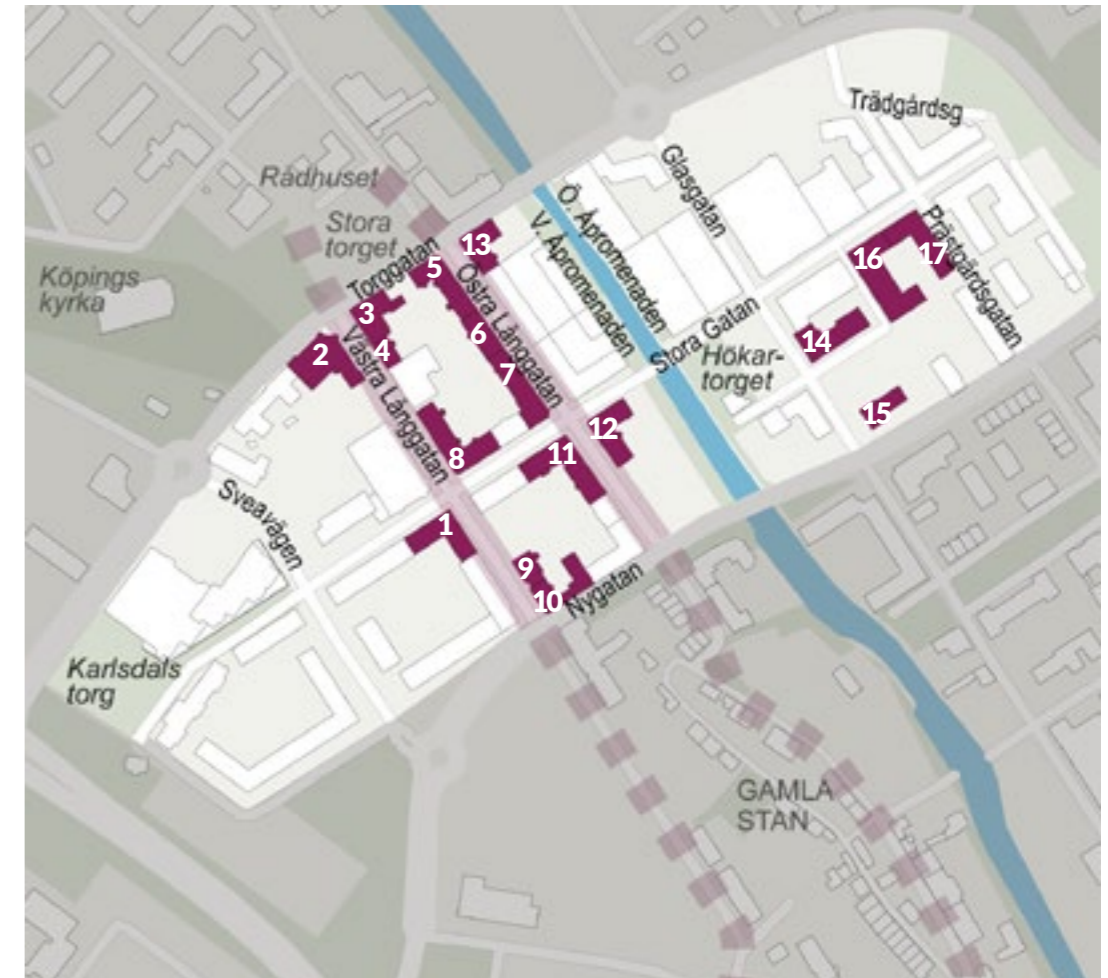 Trädgårdsg
Glasgatan
Rådhuset
Stora
torget
Ö. Åpromenaden
V. Åpromenaden
13
Prästgårdsgatan
17
16
Torggatan
5
Östra Långgatan
Köpings
kyrka
3
2
4
Västra Långgatan
6
7
Stora Gatan
Hökar-
torget
14
15
12
11
8
Sveavägen
1
9
10
Nygatan
Karlsdals
torg
GAMLA
STAN